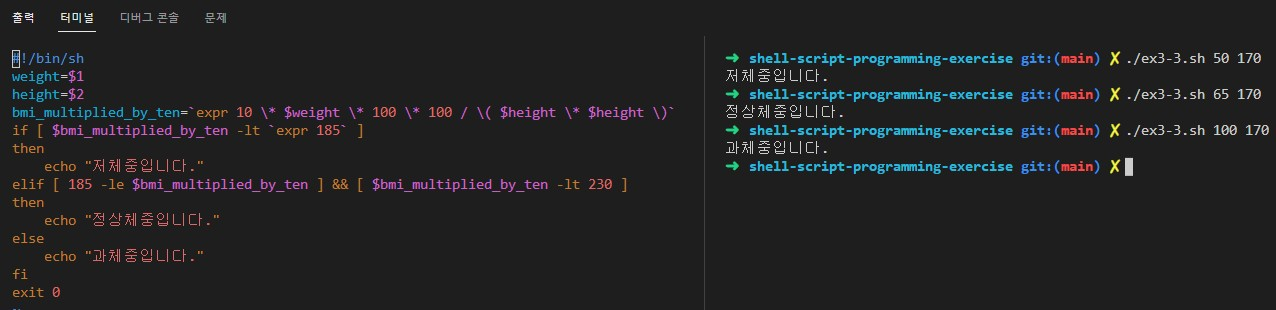 출력 터미널 디버그 콘솔 문제
#!/bin/sh
weight=$1
height=$2
bmi_multiplied_by_ten=`expr 10 \* $weight \* 100 \* 100 / \( $height \* $height \)`
if [ $bmi_multiplied_by_ten -lt `expr 185` ]
then
    echo "저체중입니다."
elif [ 185 -le $bmi_multiplied_by_ten ] && [ $bmi_multiplied_by_ten -lt 230 ]
then
    echo "정상체중입니다."
else
    echo "과체중입니다."
fi
exit 0
➜ shell-script-programming-exercise git:(main) ✗ ./ex3-3.sh 50 170
저체중입니다.
➜ shell-script-programming-exercise git:(main) ✗ ./ex3-3.sh 65 170
정상체중입니다.
➜ shell-script-programming-exercise git:(main) ✗ ./ex3-3.sh 100 170
과체중입니다.
➜ shell-script-programming-exercise git:(main) ✗